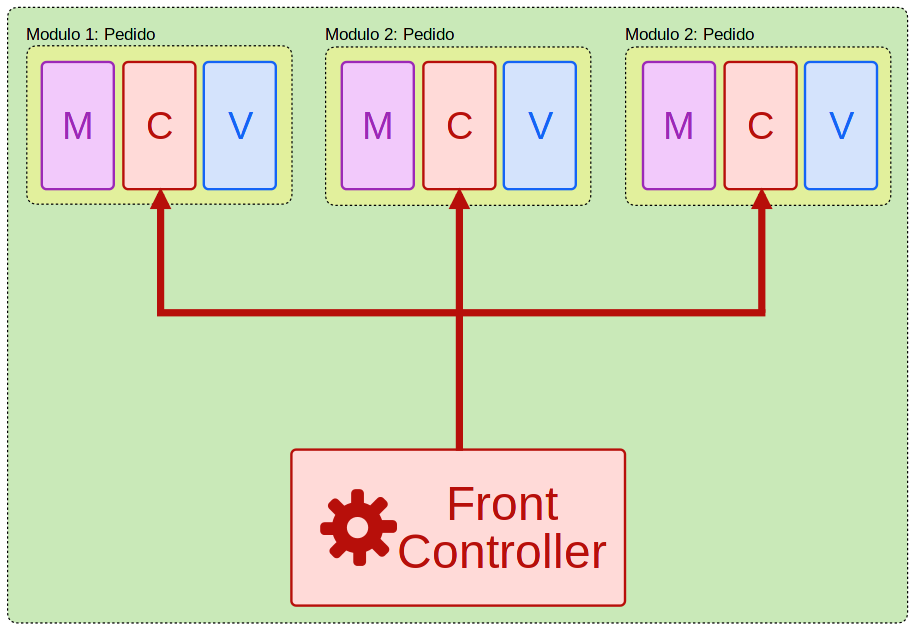 Modulo 1: Pedido
Modulo 2: Pedido
Modulo 2: Pedido
M C V
M C V
M C V
Front
Controller